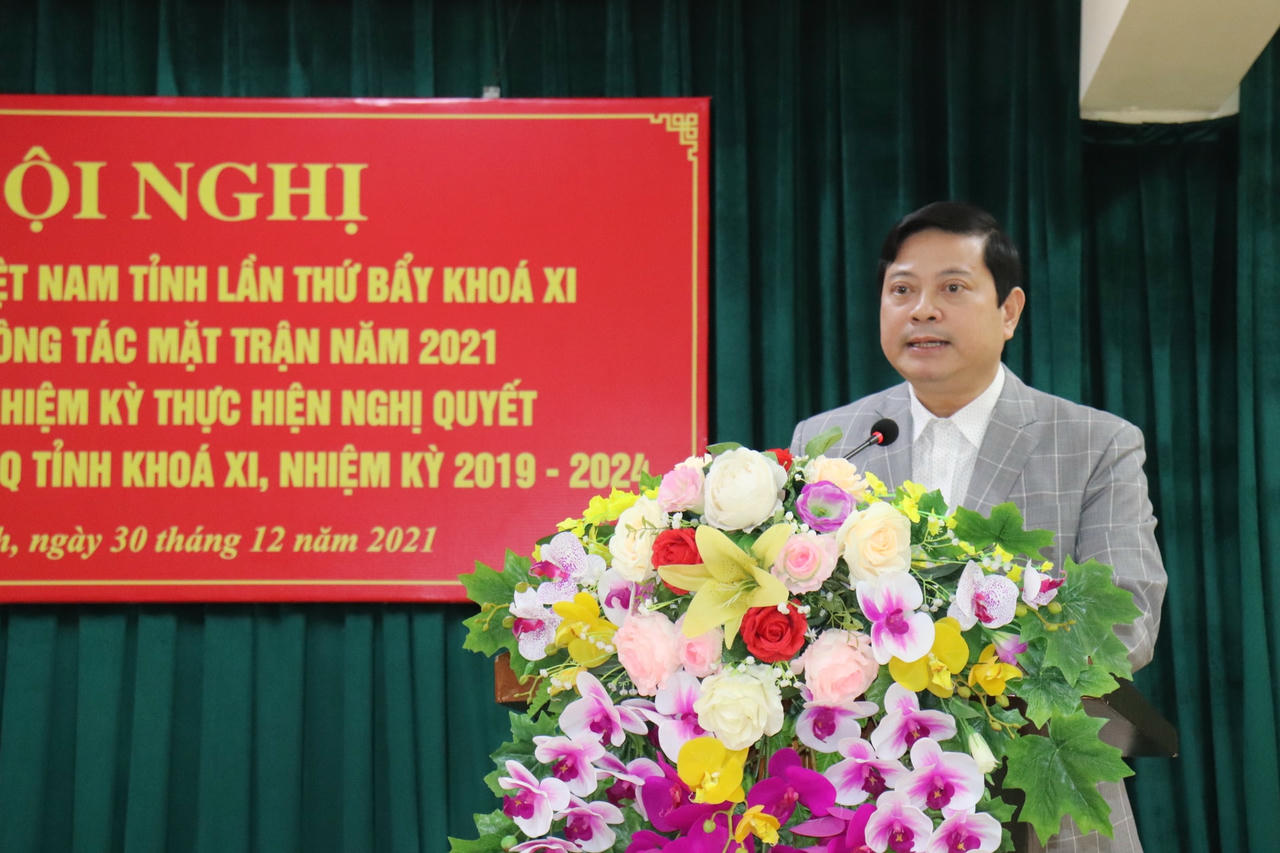 ỘI NGHỊ
ỆT NAM TỈNH LẦN THỨ BẨY KHOÁ XI
ÔNG TÁC MẶT TRẬN NĂM 2021
HIỆM KỲ THỰC HIỆN NGHỊ QUYẾT
Q TỈNH KHOÁ XI, NHIỆM KỲ 2019 - 2024
h, ngày 30 tháng 12 năm 2021